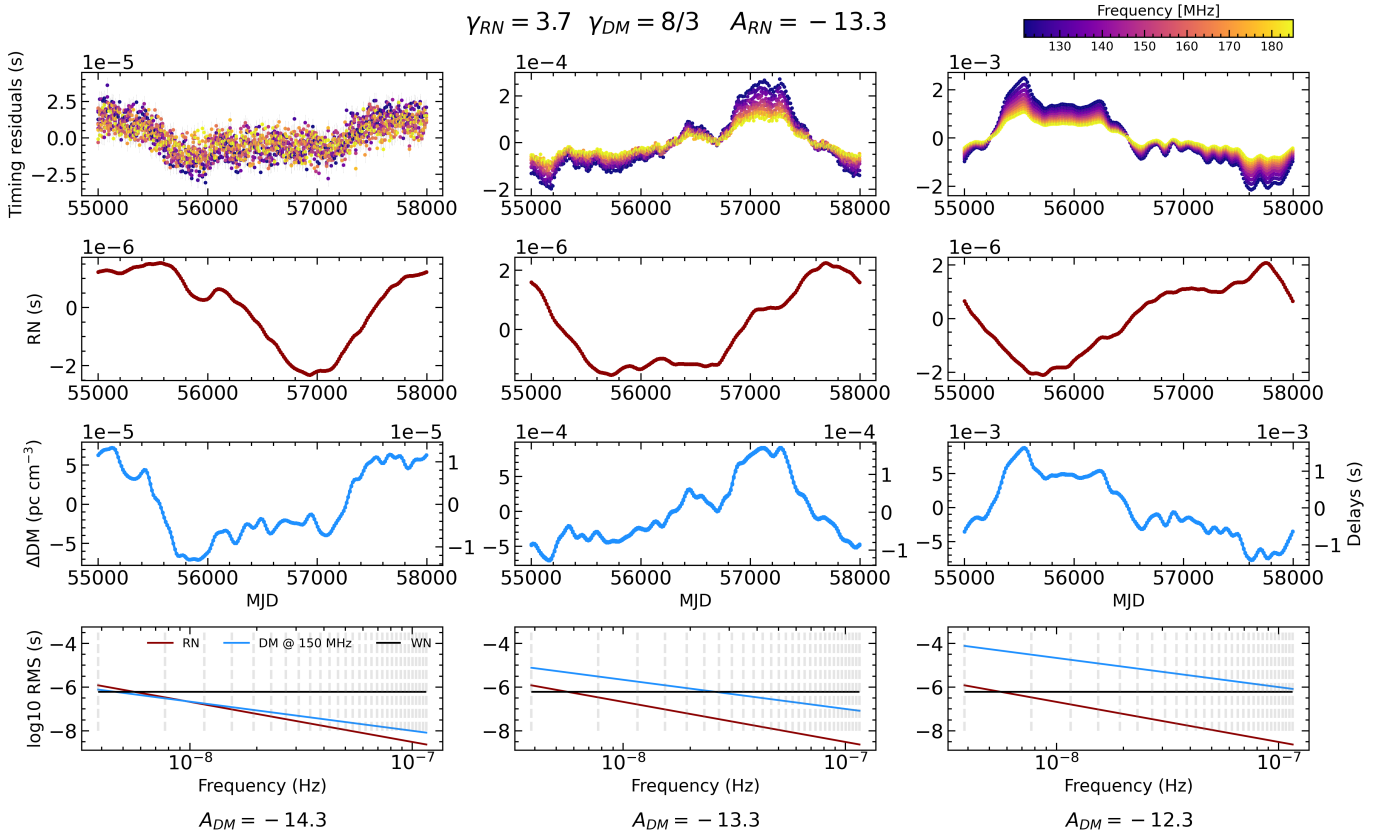 γ_RN = 3.7 γ_DM = 8/3 A_RN = −13.3
Frequency [MHz]
130 140 150 160 170 180
1e−5 1e−4 1e−3
Timing residuals (s)
2.5 0.0 −2.5
2 0 −2
2 0 −2
55000 56000 57000 58000
55000 56000 57000 58000
55000 56000 57000 58000
1e−6 1e−6 1e−6
RN (s)
0 −2
2 0
2 0 −2
55000 56000 57000 58000
55000 56000 57000 58000
55000 56000 57000 58000
1e−5 1e−5 1e−4 1e−4 1e−3 1e−3
ΔDM (pc cm⁻³)
5 0 −5
1 0 −1
5 0 −5
1 0 −1
5 0 −5
1 0 −1
Delays (s)
55000 56000 57000 58000
55000 56000 57000 58000
55000 56000 57000 58000
MJD MJD MJD
log10 RMS (s)
RN DM @ 150 MHz WN
−4 −6 −8
−4 −6 −8
−4 −6 −8
10⁻⁸ 10⁻⁷
10⁻⁸ 10⁻⁷
10⁻⁸ 10⁻⁷
Frequency (Hz) Frequency (Hz) Frequency (Hz)
A_DM = −14.3 A_DM = −13.3 A_DM = −12.3